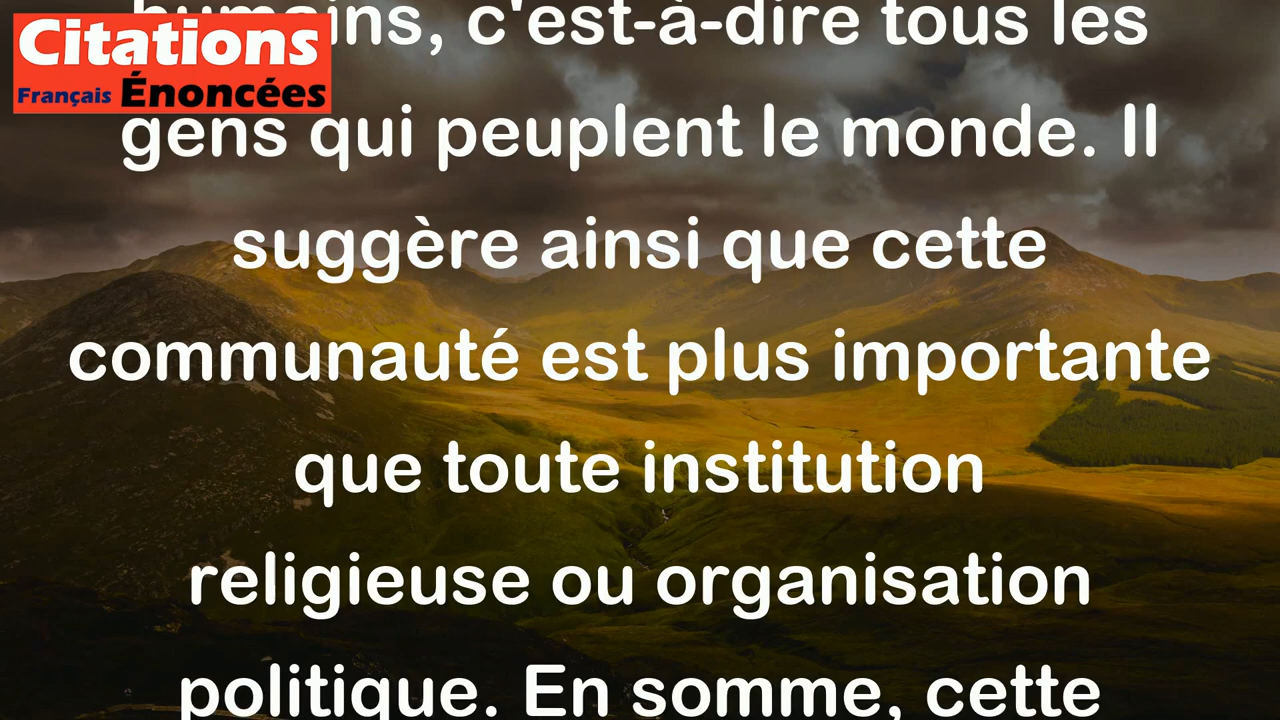 Citations
Français Énoncées
humains, c'est-à-dire tous les
gens qui peuplent le monde. Il
suggère ainsi que cette
communauté est plus importante
que toute institution
religieuse ou organisation
politique. En somme, cette